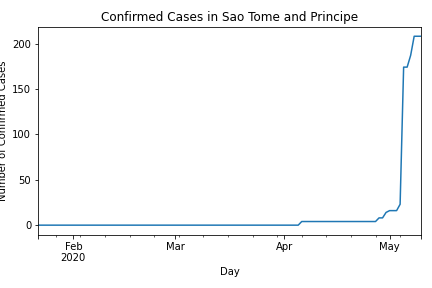 Confirmed Cases in Sao Tome and Principe
Number of Confirmed Cases
200
150
100
50
0
Feb
2020
Mar
Apr
May
Day